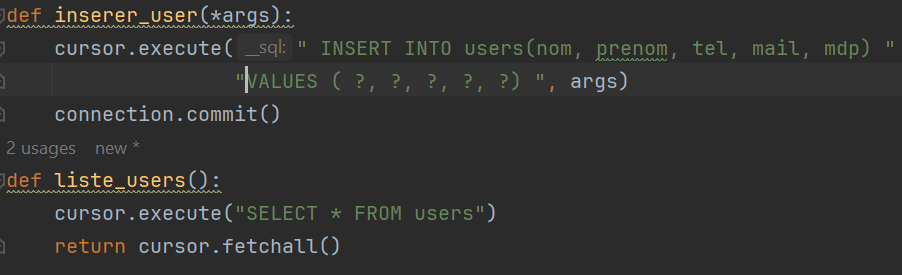 def inserer_user(*args):
cursor.execute( __sql: " INSERT INTO users(nom, prenom, tel, mail, mdp) "
"VALUES ( ?, ?, ?, ?, ?) ", args)
connection.commit()
2 usages new *
def liste_users():
cursor.execute("SELECT * FROM users")
return cursor.fetchall()